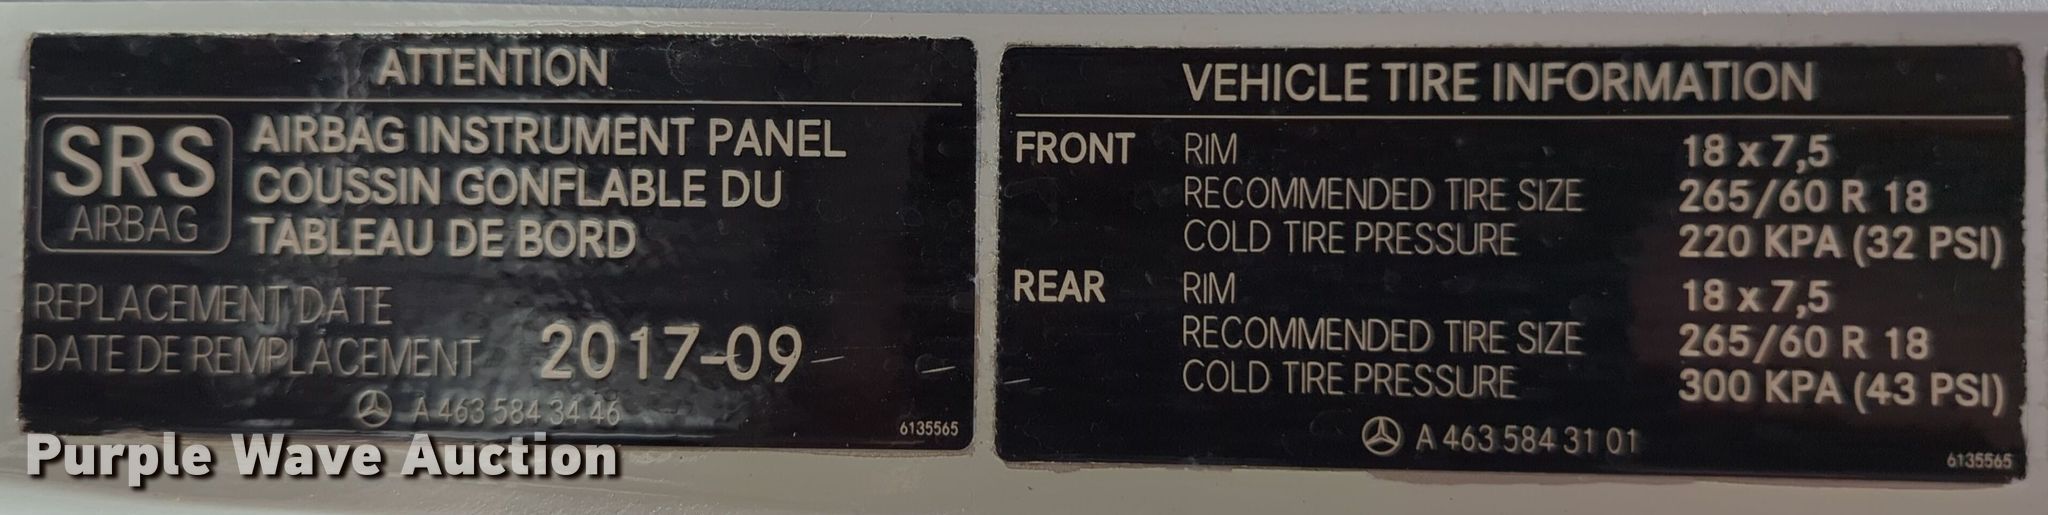 ATTENTION
SRS
AIRBAG
AIRBAG INSTRUMENT PANEL
COUSSIN GONFLABLE DU
TABLEAU DE BORD
REPLACEMENT DATE
DATE DE REMPLACEMENT 2017-09
A 463 584 34 46
6135565
VEHICLE TIRE INFORMATION
FRONT RIM 18 x 7,5
RECOMMENDED TIRE SIZE 265/60 R 18
COLD TIRE PRESSURE 220 KPA (32 PSI)
REAR RIM 18 x 7,5
RECOMMENDED TIRE SIZE 265/60 R 18
COLD TIRE PRESSURE 300 KPA (43 PSI)
A 463 584 31 01
6135565
Purple Wave Auction